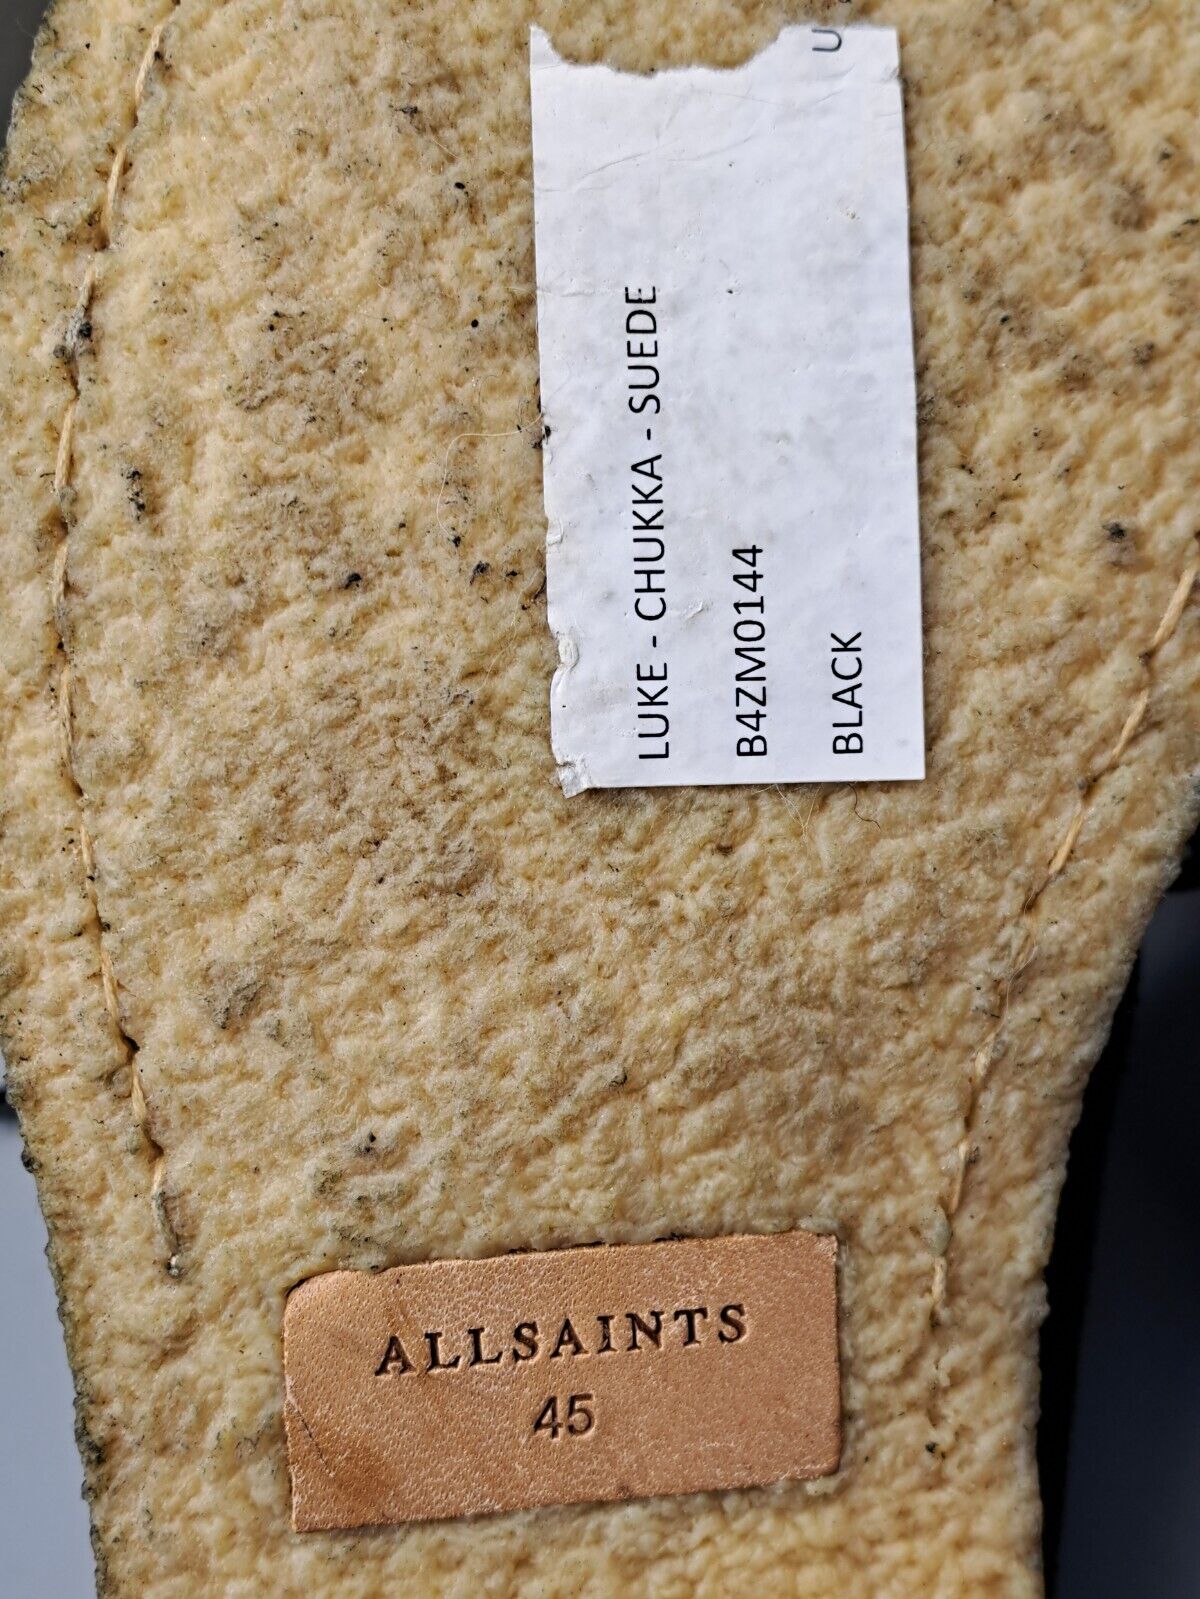 U
LUKE - CHUKKA - SUEDE
B4ZM0144
BLACK
ALLSAINTS
45